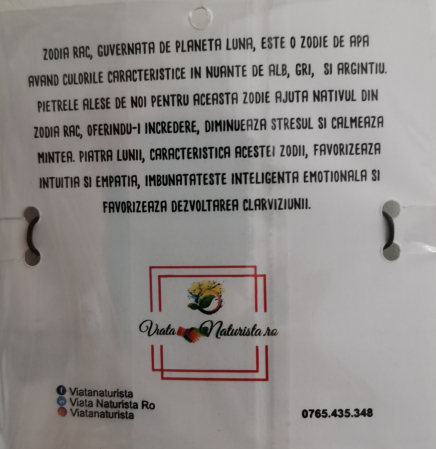 ZODIA RAC, GUVERNATA DE PLANETA LUNA, ESTE O ZODIE DE APA
AVAND CULORILE CARACTERISTICE IN NUANTE DE ALB, GRI, SI ARGINTIU.
PIETRELE ALESE DE NOI PENTRU ACEASTA ZODIE AJUTA NATIVUL DIN
ZODIA RAC, OFERINDU-I INCREDERE, DIMINUEAZA STRESUL SI CALMEAZA
MINTEA. PIATRA LUNII, CARACTERISTICA ACESTEI ZODII, FAVORIZEAZA
INTUITIA SI EMPATIA, IMBUNATATESTE INTELIGENTA EMOTIONALA SI
FAVORIZEAZA DEZVOLTAREA CLARVIZIUNII.
Viata Naturista.ro
Viatanaturista
Viata Naturista Ro
Viatanaturista
0765.435.348